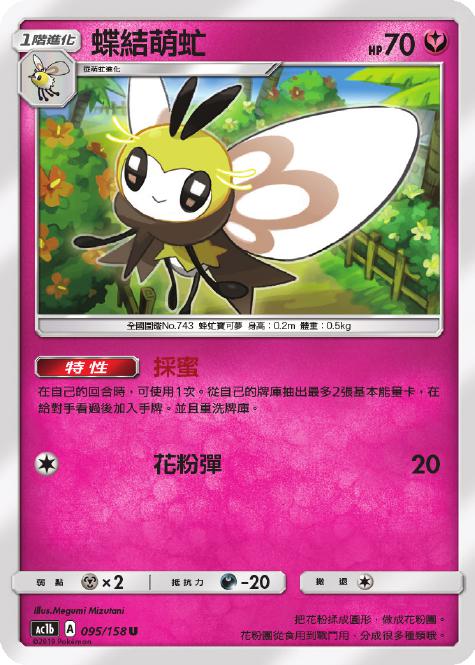 1階進化 蝶結萌虻 HP70
從萌虻進化
全國圖鑑No.743 蜂虻寶可夢 身高：0.2m 體重：0.5kg
特性 採蜜
在自己的回合時，可使用1次。從自己的牌庫抽出最多2張基本能量卡，在
給對手看過後加入手牌。並且重洗牌庫。
花粉彈 20
弱點 ×2 抵抗力 -20 撤退
Illus.Megumi Mizutani
AC1b A 095/158 U
©2019 Pokémon
把花粉揉成圓形，做成花粉團。
花粉團從食用到戰鬥用，分成很多種類哦。